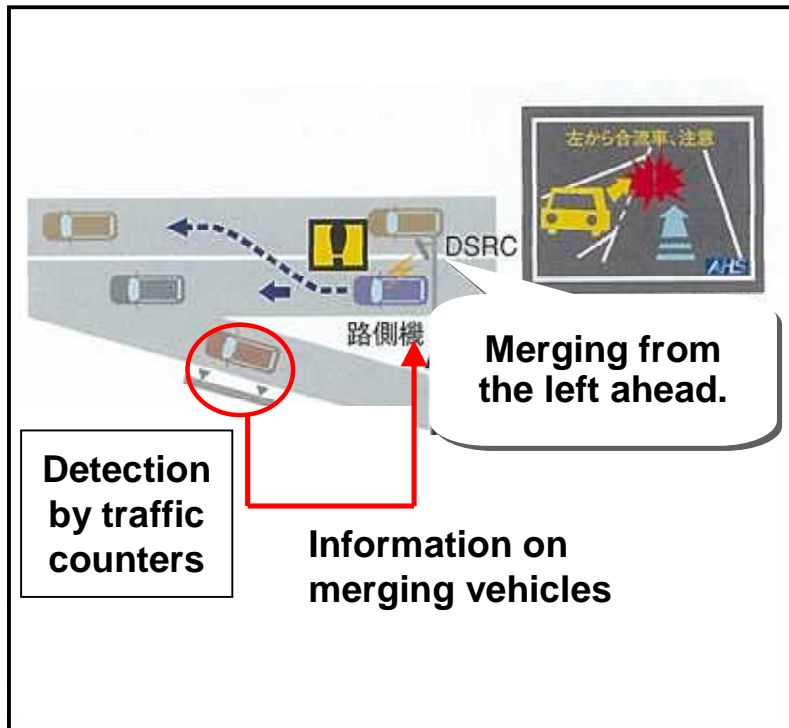 左から合流車、注意
AHS
DSRC
路側機
Merging from
the left ahead.
Detection
by traffic
counters
Information on
merging vehicles